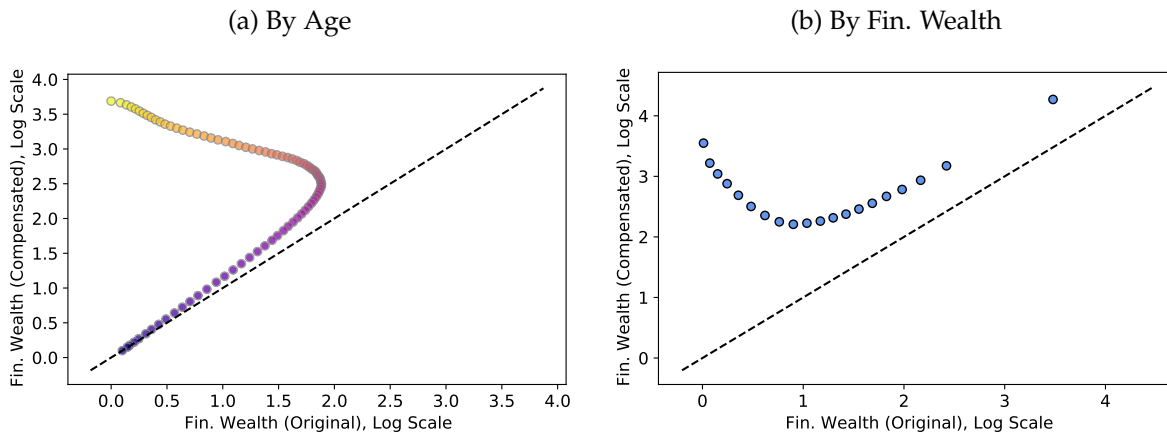 (a) By Age
Fin. Wealth (Compensated), Log Scale
4.0
3.5
3.0
2.5
2.0
1.5
1.0
0.5
0.0
0.0 0.5 1.0 1.5 2.0 2.5 3.0 3.5 4.0
Fin. Wealth (Original), Log Scale
(b) By Fin. Wealth
Fin. Wealth (Compensated), Log Scale
4
3
2
1
0
0 1 2 3 4
Fin. Wealth (Original), Log Scale